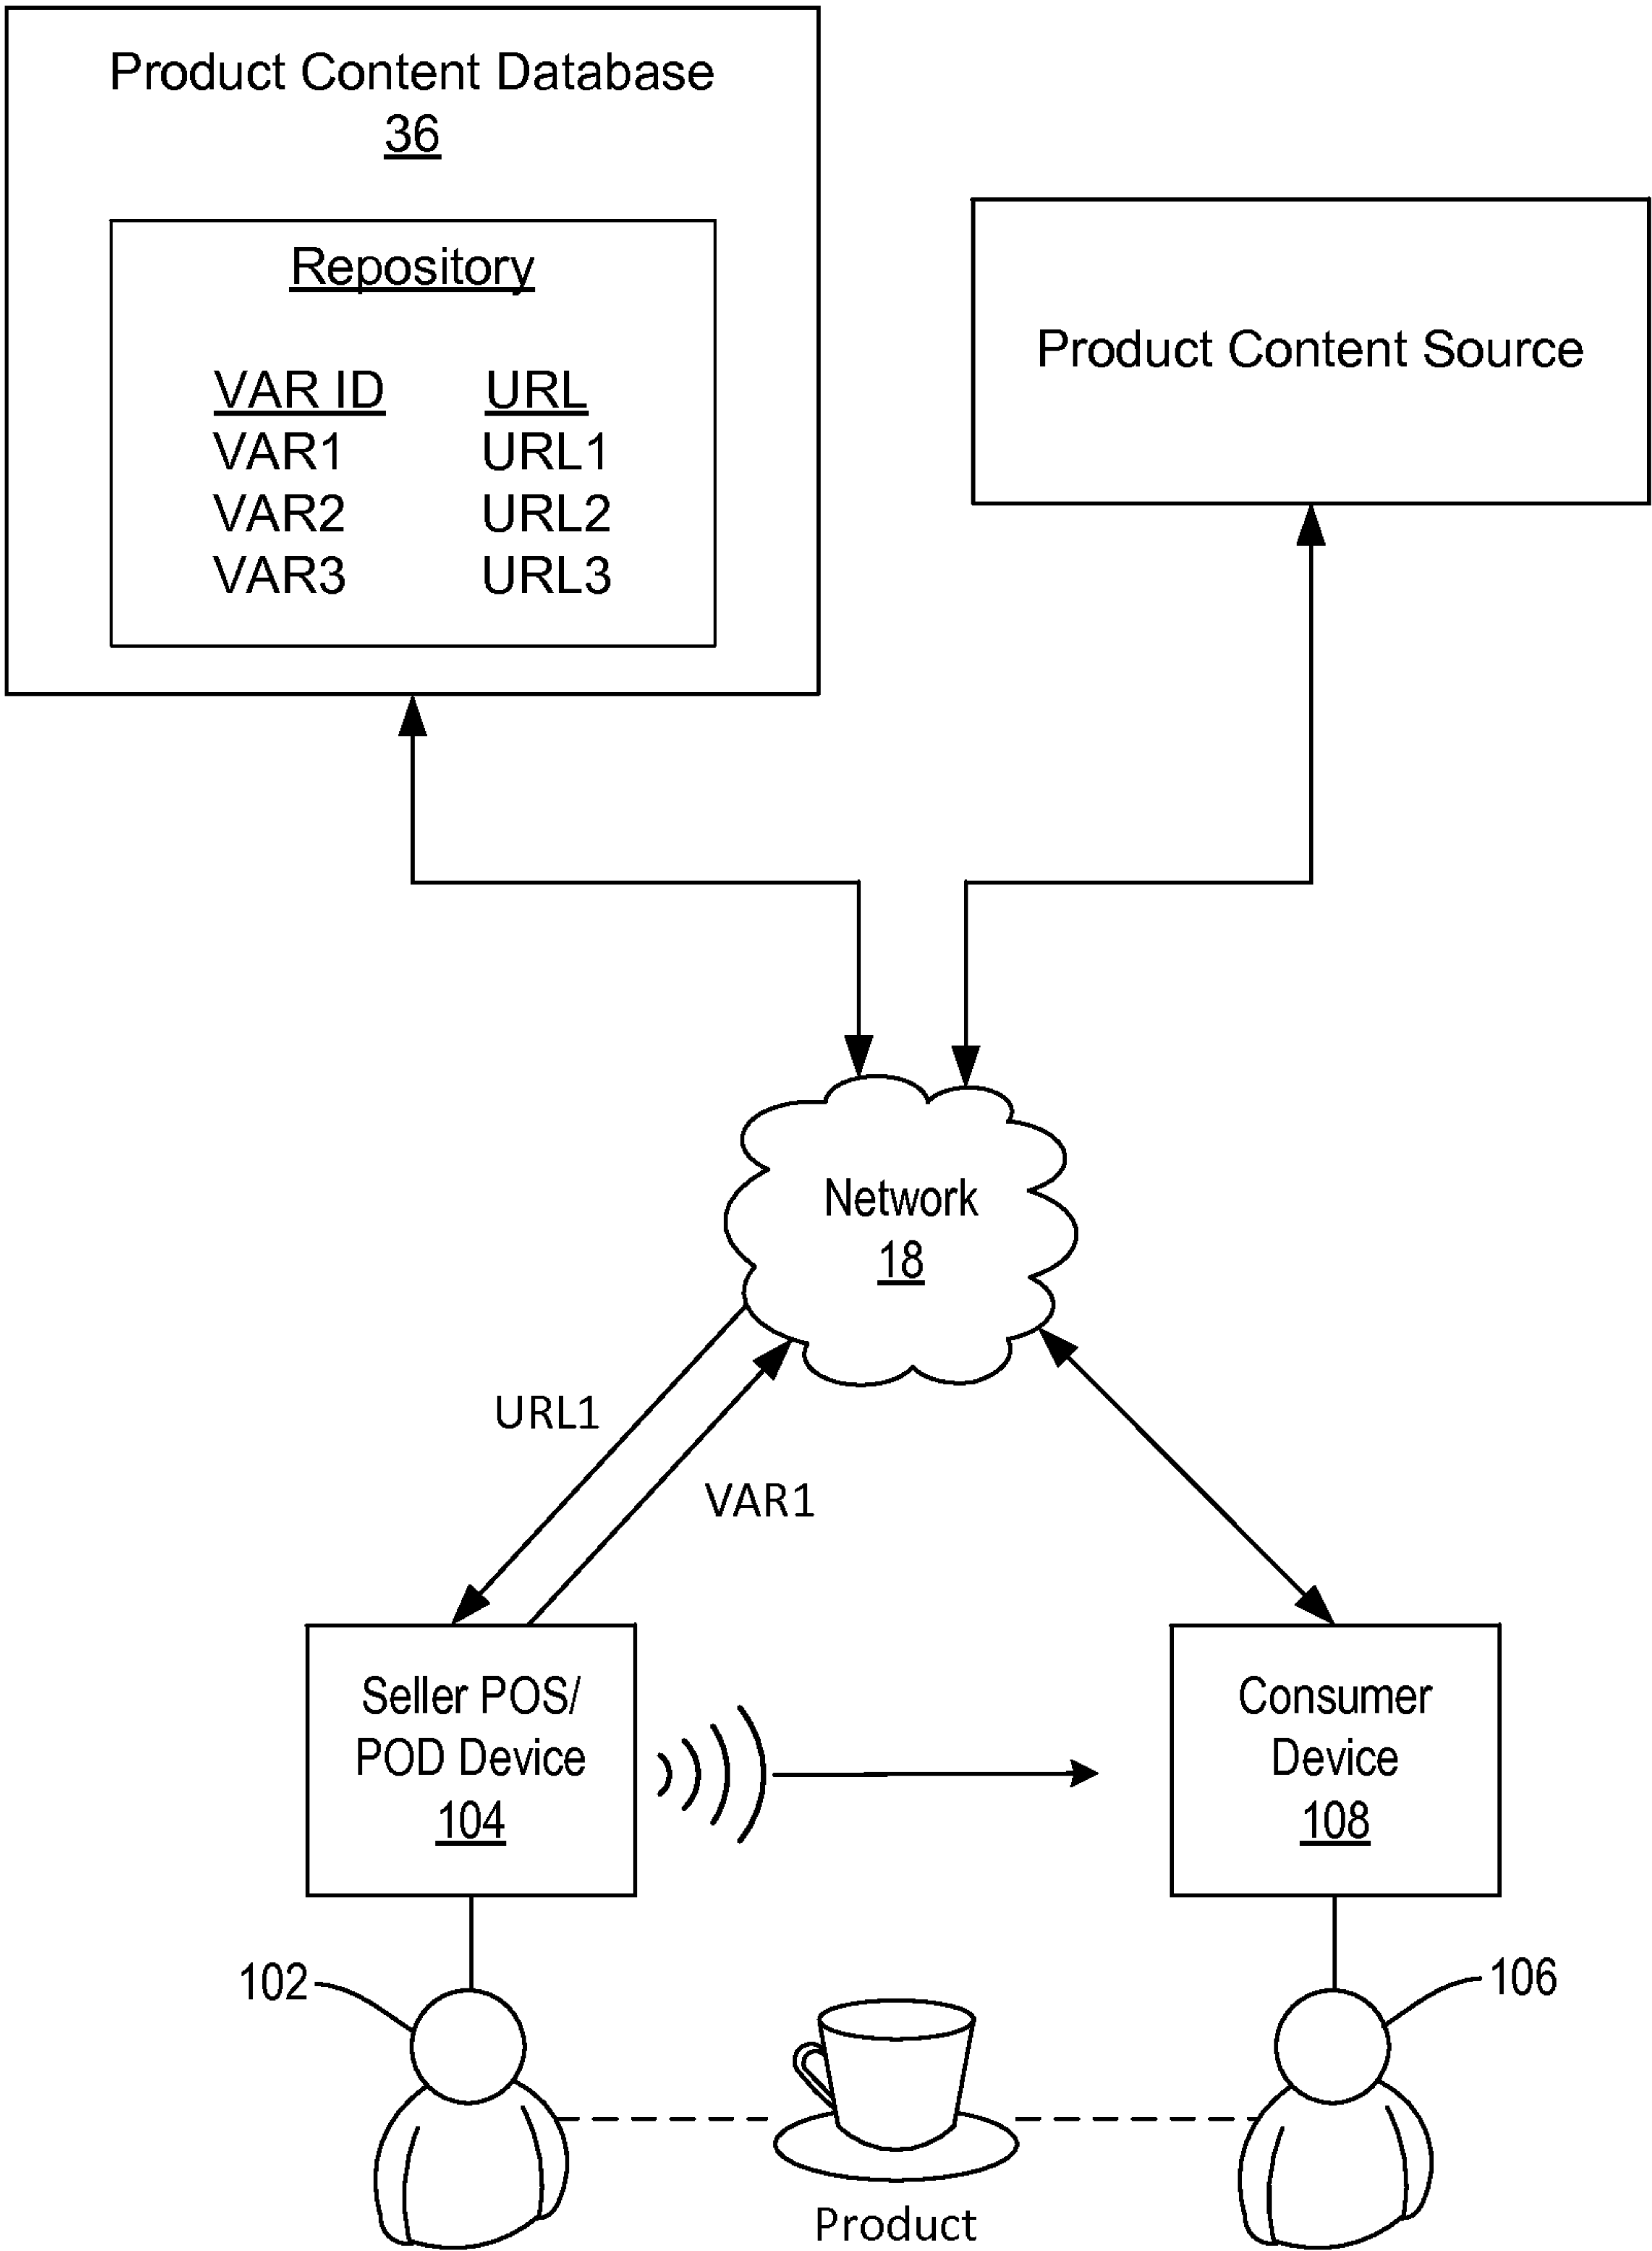 Product Content Database
36
Repository
VAR ID URL
VAR1 URL1
VAR2 URL2
VAR3 URL3
Product Content Source
Network
18
URL1
VAR1
Seller POS/
POD Device
104
Consumer
Device
108
102
106
Product